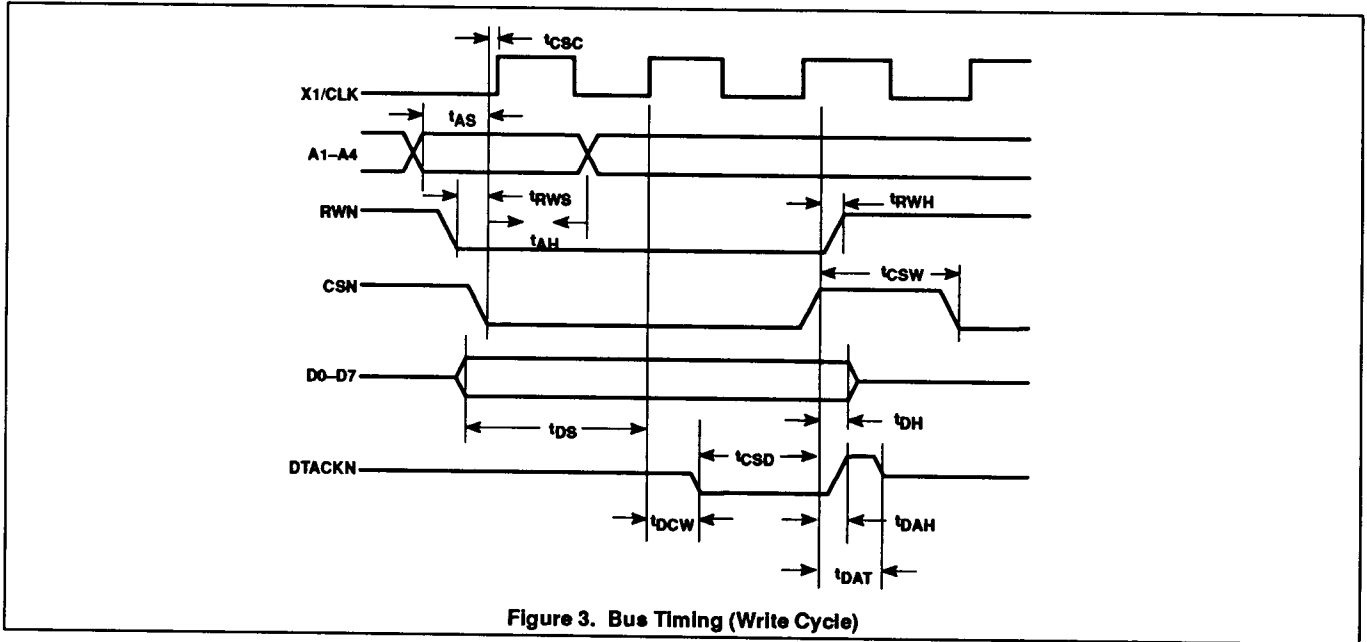 tCSC
X1/CLK
tAS
A1–A4
tRWS
RWN
tRWH
tAH
tCSW
CSN
D0–D7
tDH
tDS
tCSD
DTACKN
tDCW
tDAH
tDAT
Figure 3. Bus Timing (Write Cycle)